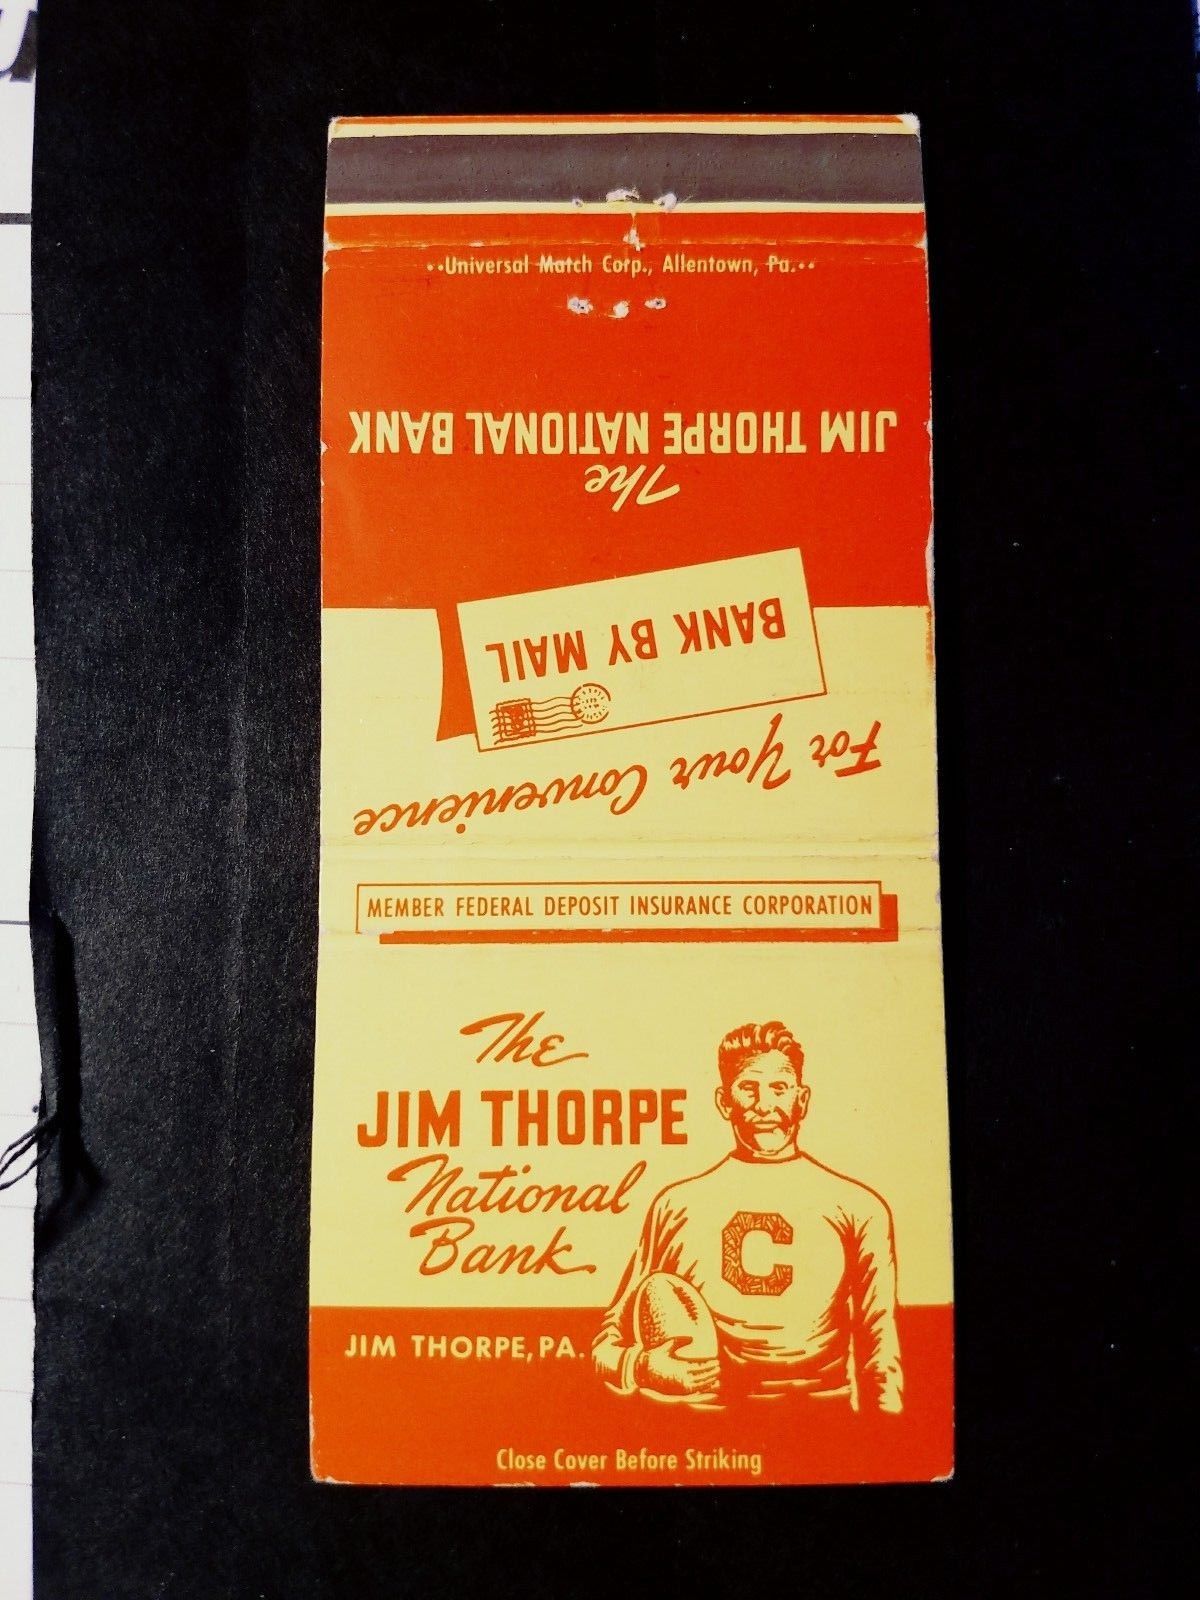 ••Universal Match Corp., Allentown, Pa.••
The
JIM THORPE NATIONAL BANK
BANK BY MAIL
For Your Convenience
MEMBER FEDERAL DEPOSIT INSURANCE CORPORATION
The
JIM THORPE
National
Bank
C
JIM THORPE, PA.
Close Cover Before Striking